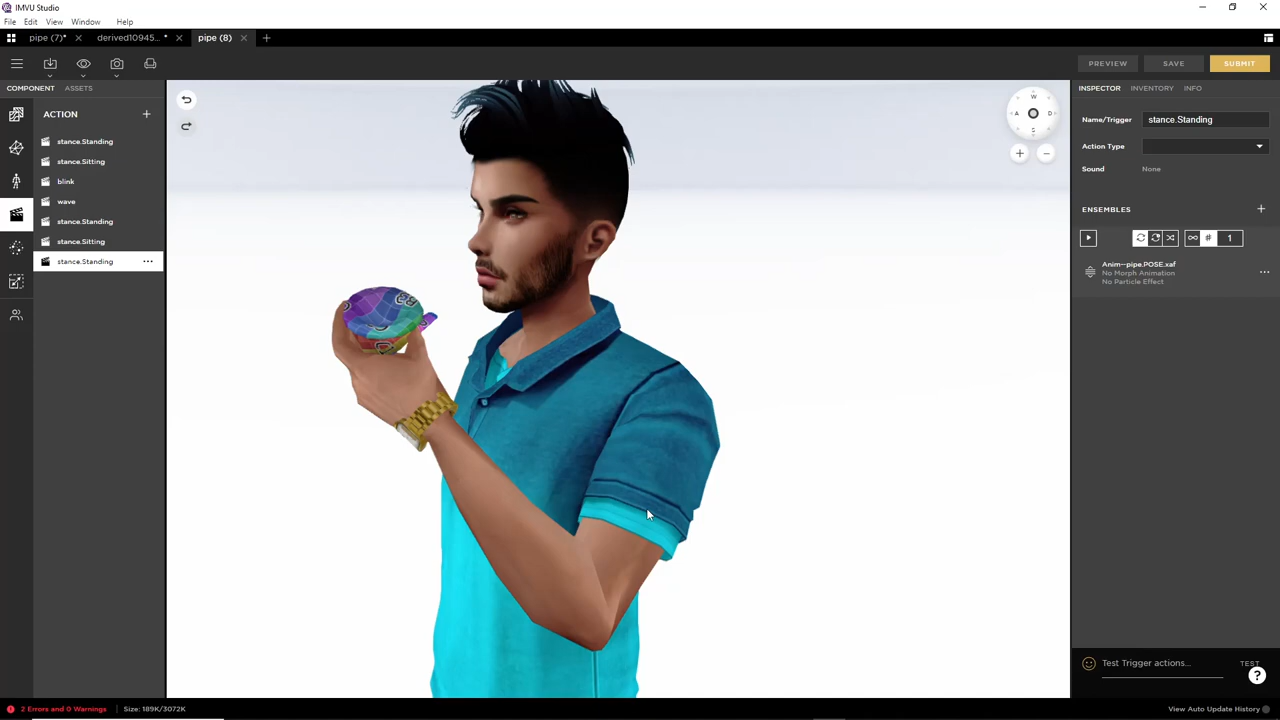 IMVU Studio
File Edit View Window Help
pipe (7)* derived10945... * pipe (8)
PREVIEW SAVE SUBMIT
COMPONENT ASSETS
INSPECTOR INVENTORY INFO
ACTION
Name/Trigger stance.Standing
stance.Standing
Action Type
stance.Sitting
Sound None
blink
wave
ENSEMBLES
stance.Standing
# 1
stance.Sitting
stance.Standing
Anim—pipe.POSE.xaf
No Morph Animation
No Particle Effect
W
A D
S
Test Trigger actions... TEST
?
2 Errors and 0 Warnings Size: 189K/3072K
View Auto Update History